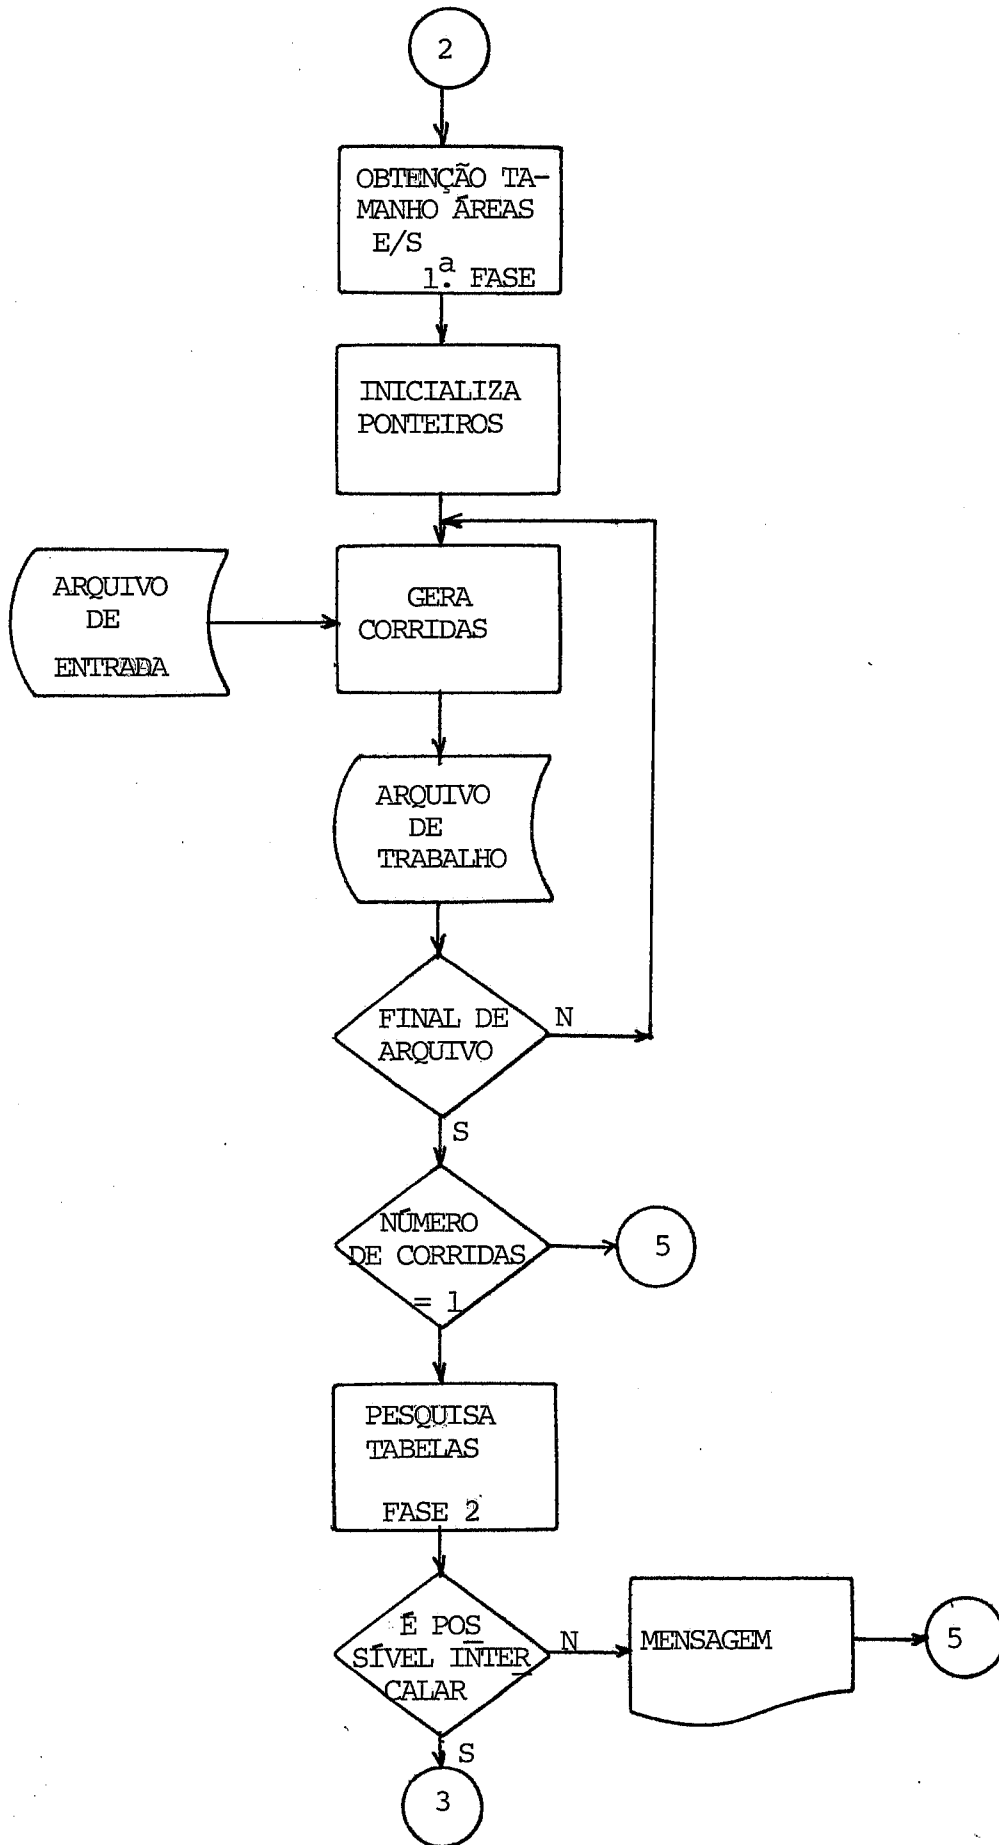 2
OBTENÇÃO TA-
MANHO ÁREAS
E/S
1.ª FASE
INICIALIZA
PONTEIROS
ARQUIVO
DE
ENTRADA
GERA
CORRIDAS
ARQUIVO
DE
TRABALHO
FINAL DE
ARQUIVO
N
S
NÚMERO
DE CORRIDAS
= 1
5
PESQUISA
TABELAS
FASE 2
É POS
SÍVEL INTER
CALAR
N
MENSAGEM
5
S
3